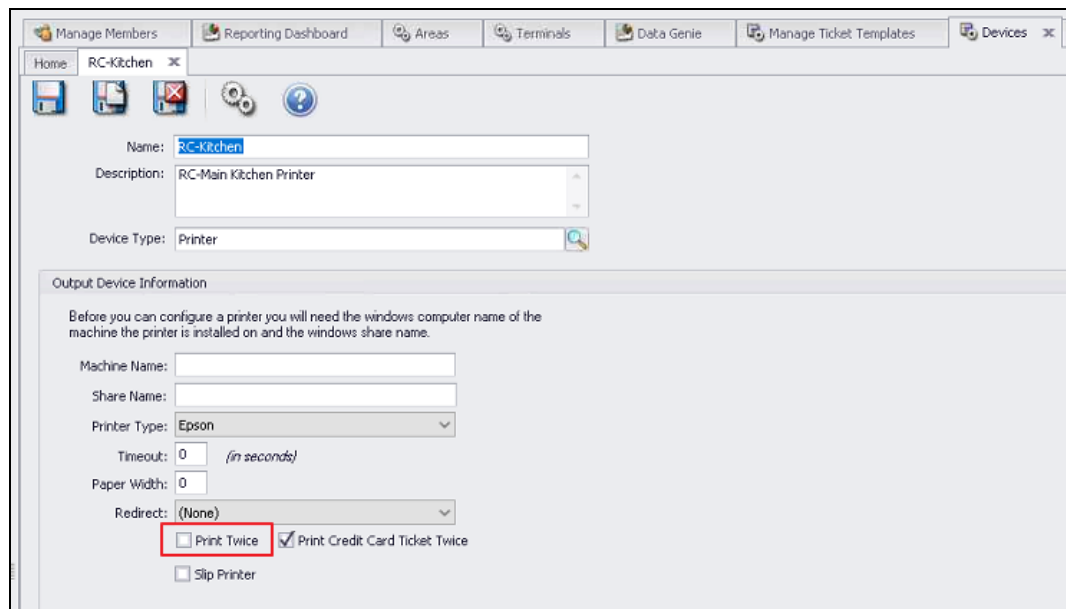 Manage Members Reporting Dashboard Areas Terminals Data Genie Manage Ticket Templates Devices
Home RC-Kitchen
Name: RC-Kitchen
Description: RC-Main Kitchen Printer
Device Type: Printer
Output Device Information
Before you can configure a printer you will need the windows computer name of the
machine the printer is installed on and the windows share name.
Machine Name:
Share Name:
Printer Type: Epson
Timeout: 0 (in seconds)
Paper Width: 0
Redirect: (None)
Print Twice Print Credit Card Ticket Twice
Slip Printer